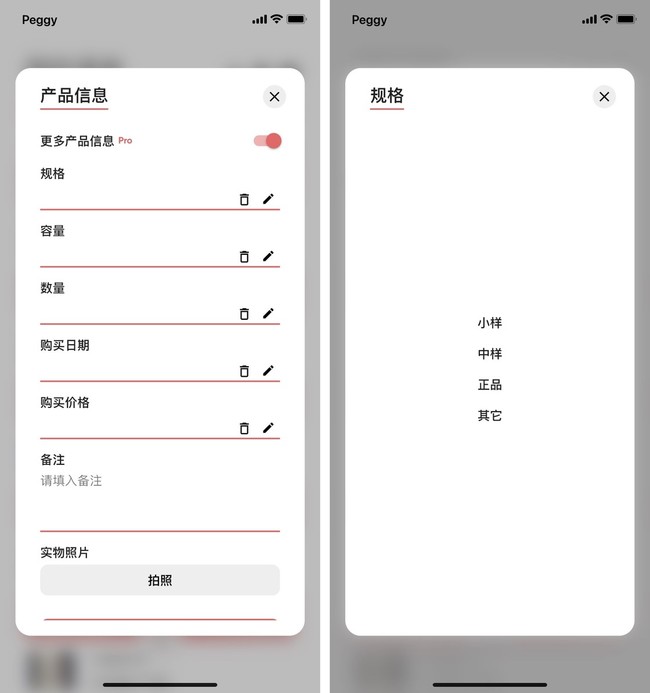 Peggy
产品信息
更多产品信息 Pro
规格
容量
数量
购买日期
购买价格
备注
请填入备注
实物照片
拍照
Peggy
规格
小样
中样
正品
其它